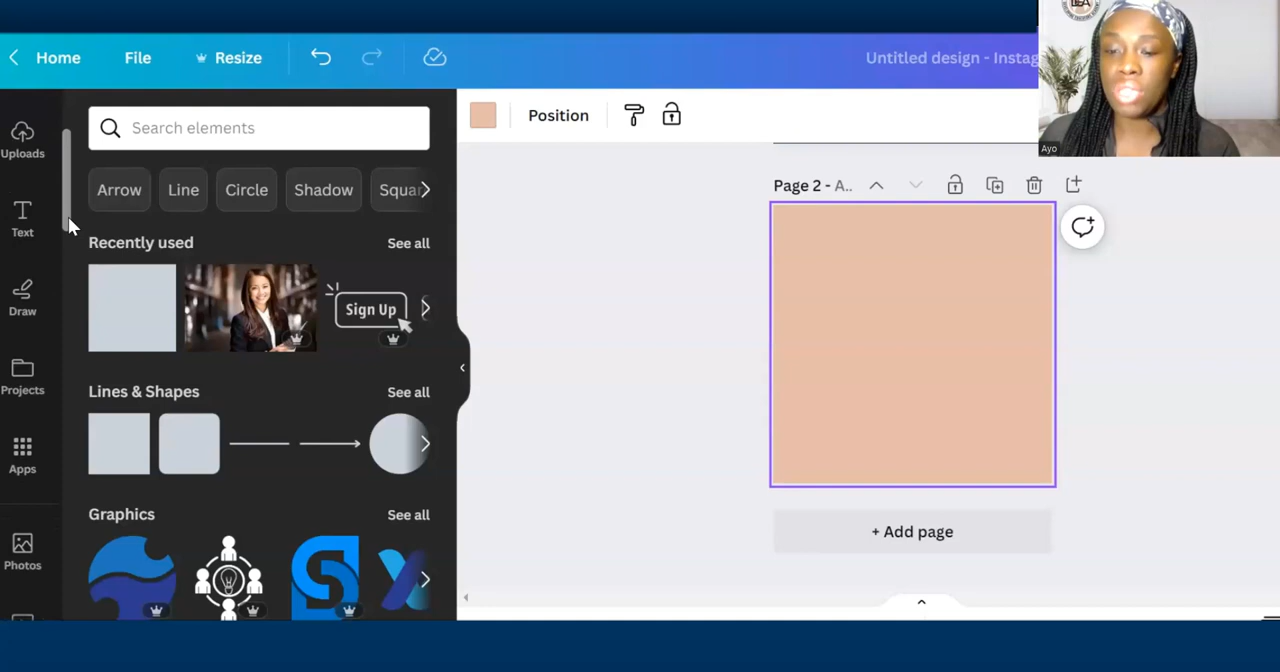 Home
File
Resize
Untitled design - Instag
Ayo
Uploads
Text
Draw
Projects
Apps
Photos
Search elements
Arrow
Line
Circle
Shadow
Squar
Recently used
See all
Sign Up
Lines & Shapes
See all
Graphics
See all
Position
Page 2 - A..
+ Add page